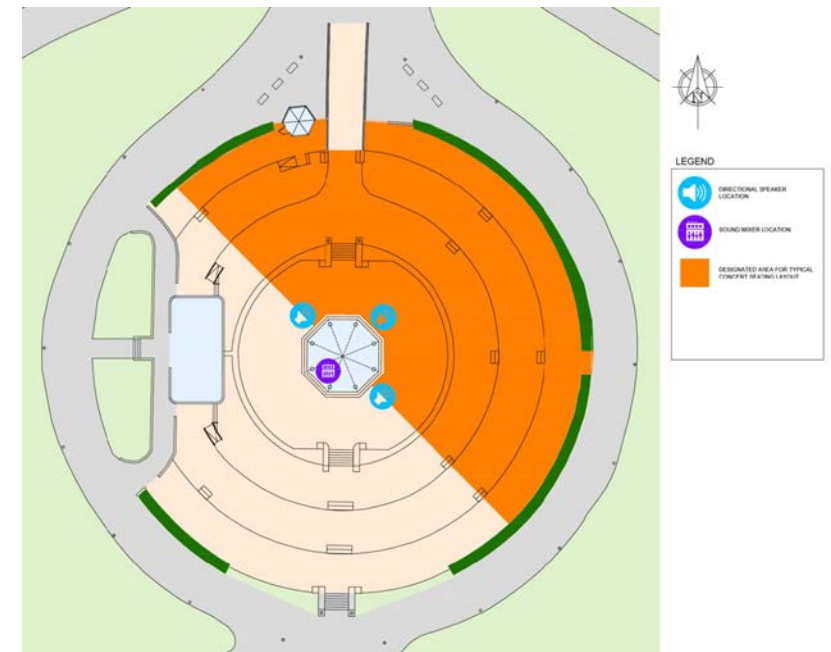 N
LEGEND
DIRECTIONAL SPEAKER
LOCATION
SOUND MIXER LOCATION
DESIGNATED AREA FOR TYPICAL
CONCERT SEATING LAYOUT